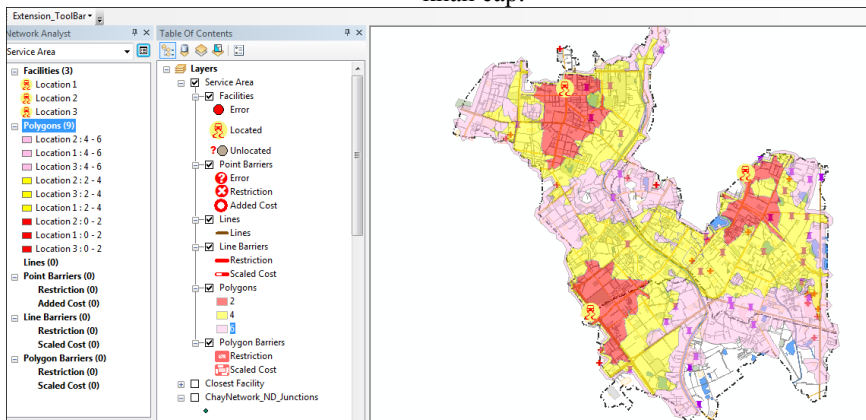 khan cap.
Extension_ToolBar
Network Analyst
Service Area
Facilities (3)
Location 1
Location 2
Location 3
Polygons (9)
Location 2 : 4 - 6
Location 1 : 4 - 6
Location 3 : 4 - 6
Location 2 : 2 - 4
Location 3 : 2 - 4
Location 1 : 2 - 4
Location 2 : 0 - 2
Location 1 : 0 - 2
Location 3 : 0 - 2
Lines (0)
Point Barriers (0)
Restriction (0)
Added Cost (0)
Line Barriers (0)
Restriction (0)
Scaled Cost (0)
Polygon Barriers (0)
Restriction (0)
Scaled Cost (0)
Table Of Contents
Layers
Service Area
Facilities
Error
Located
Unlocated
Point Barriers
Error
Restriction
Added Cost
Lines
Lines
Line Barriers
Restricted
Scaled Cost
Polygons
2
4
6
Polygon Barriers
Restriction
Scaled Cost
Closest Facility
ChayNetwork_ND_Junctions